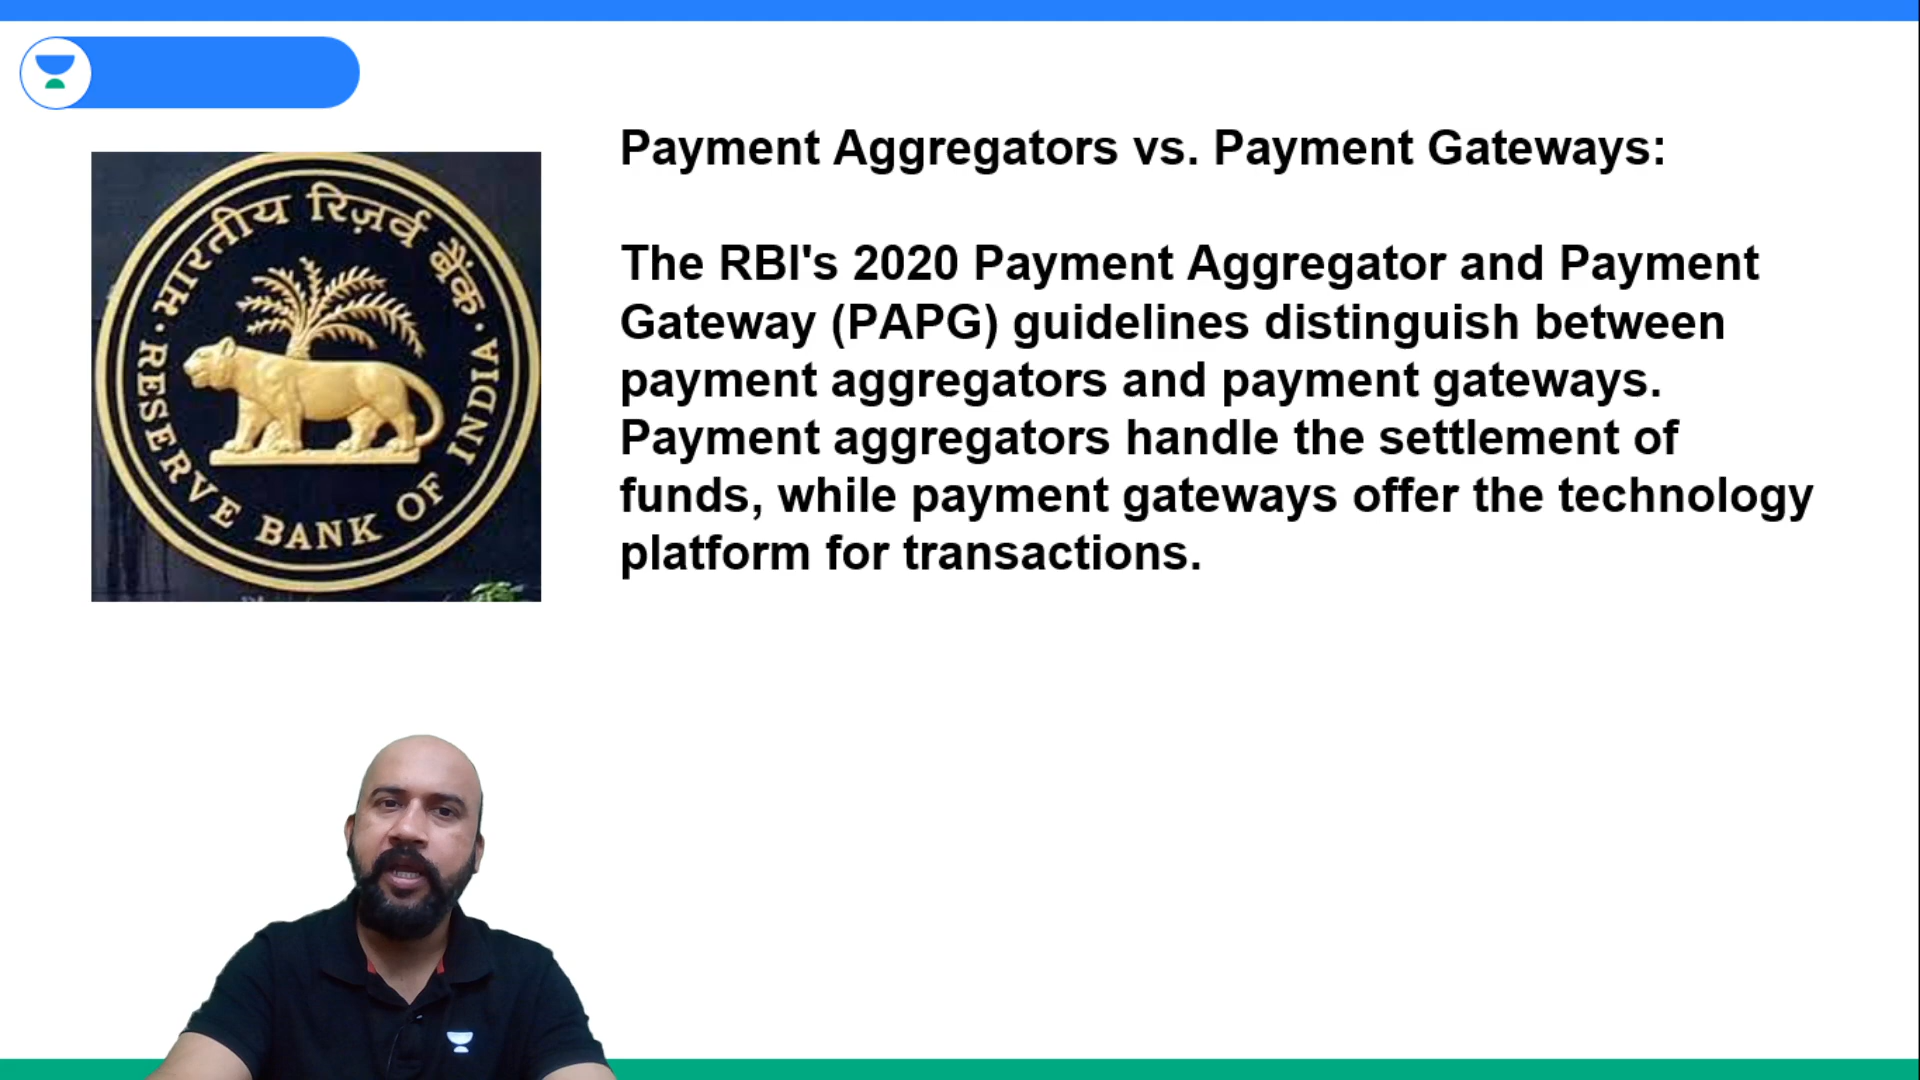 भारतीय रिज़र्व बैंक
RESERVE BANK OF INDIA
Payment Aggregators vs. Payment Gateways:
The RBI's 2020 Payment Aggregator and Payment
Gateway (PAPG) guidelines distinguish between
payment aggregators and payment gateways.
Payment aggregators handle the settlement of
funds, while payment gateways offer the technology
platform for transactions.